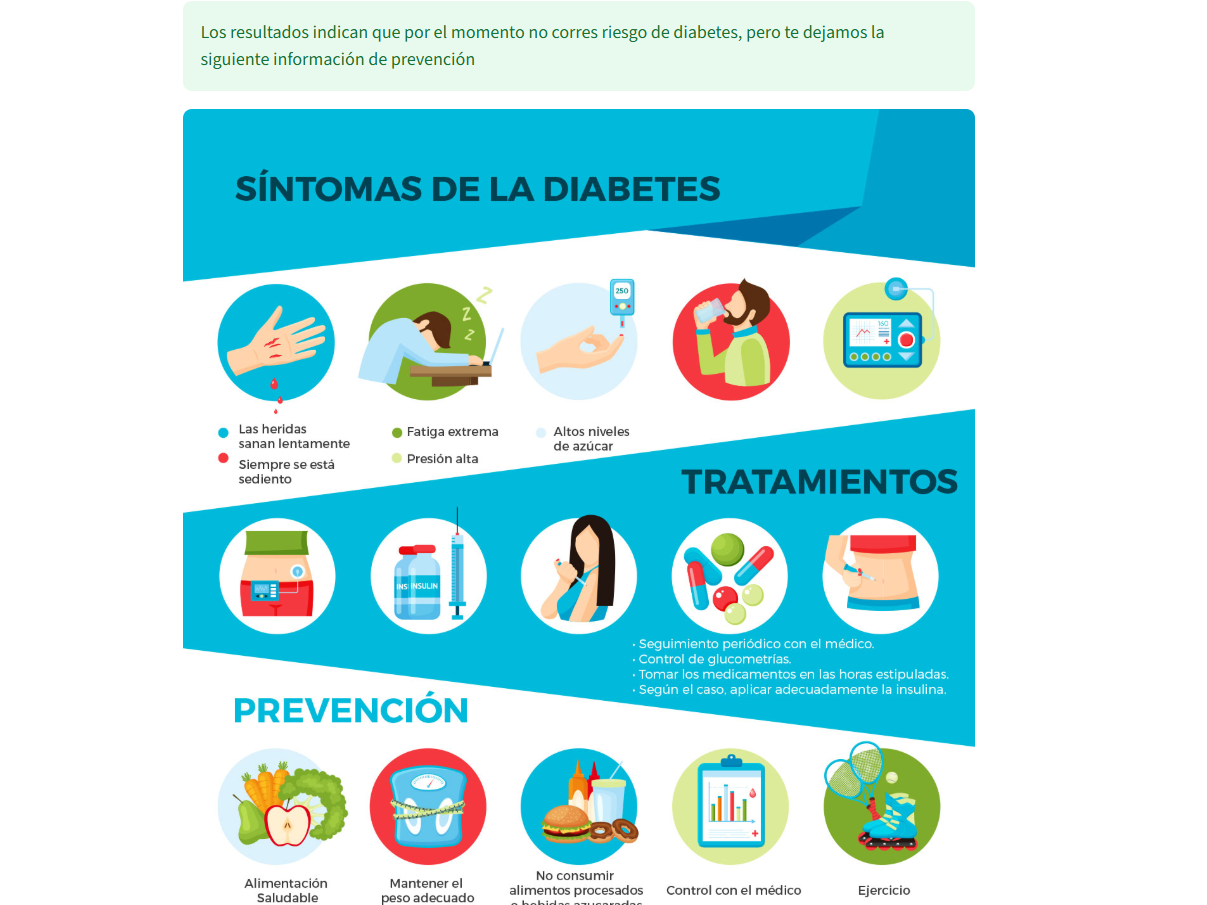 Los resultados indican que por el momento no corres riesgo de diabetes, pero te dejamos la
siguiente información de prevención
SÍNTOMAS DE LA DIABETES
250
160
Las heridas
sanan lentamente
Siempre se está
sediento
Fatiga extrema
Presión alta
Altos niveles
de azúcar
TRATAMIENTOS
INS
INSULIN
• Seguimiento periódico con el médico.
• Control de glucometrías.
• Tomar los medicamentos en las horas estipuladas.
• Según el caso, aplicar adecuadamente la insulina.
PREVENCIÓN
Alimentación
Saludable
Mantener el
peso adecuado
No consumir
alimentos procesados
o bebidas azucaradas
Control con el médico
Ejercicio